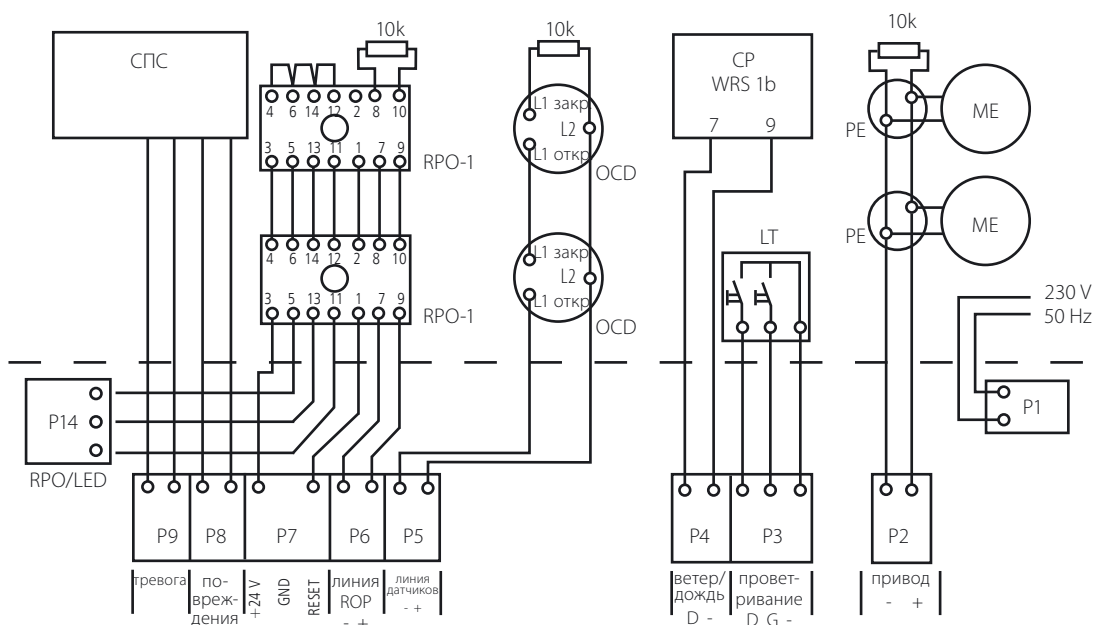 СПС
10k
4 6 14 12 2 8 10
3 5 13 11 1 7 9
RPO-1
4 6 14 12 2 8 10
3 5 13 11 1 7 9
RPO-1
10k
L1 закр
L2
L1 откр
OCD
L1 закр
L2
L1 откр
OCD
СР
WRS 1b
7 9
LT
10k
PE
ME
PE
ME
230 V
50 Hz
P1
P14
RPO/LED
P9 P8 P7 P6 P5
P4 P3
P2
тревога
по-
вреж-
дения
+24 V
GND
RESET
линия
ROP
- +
линия
датчиков
- +
ветер/
дождь
D -
провет-
ривание
D G -
привод
- +